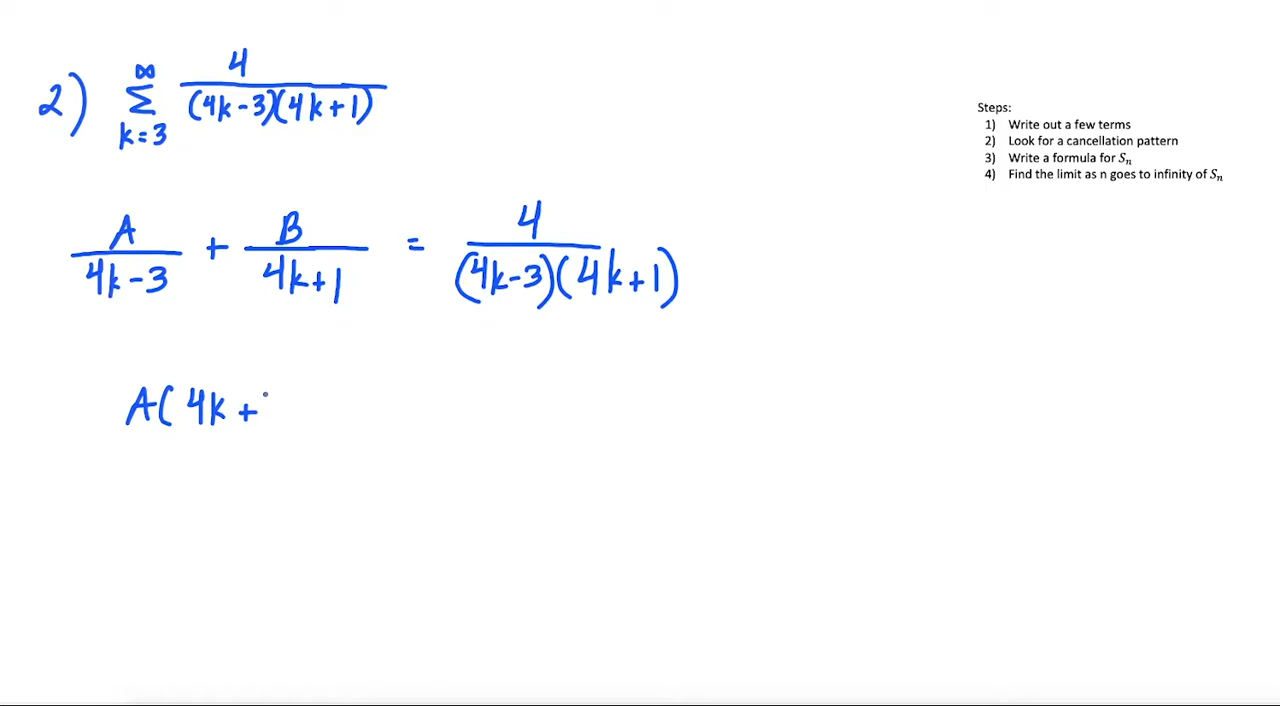 2) ∞ Σ k=3 4/((4k-3)(4k+1))
A/(4k-3) + B/(4k+1) = 4/((4k-3)(4k+1))
A( 4k +
Steps:
1) Write out a few terms
2) Look for a cancellation pattern
3) Write a formula for Sₙ
4) Find the limit as n goes to infinity of Sₙ